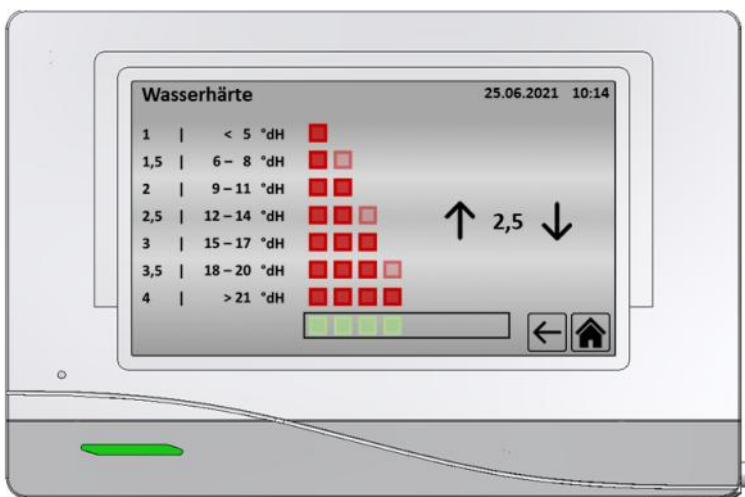 Wasserhärte 25.06.2021 10:14
1 | < 5 °dH
1,5 | 6 – 8 °dH
2 | 9 – 11 °dH
2,5 | 12 – 14 °dH
↑ 2,5 ↓
3 | 15 – 17 °dH
3,5 | 18 – 20 °dH
4 | > 21 °dH